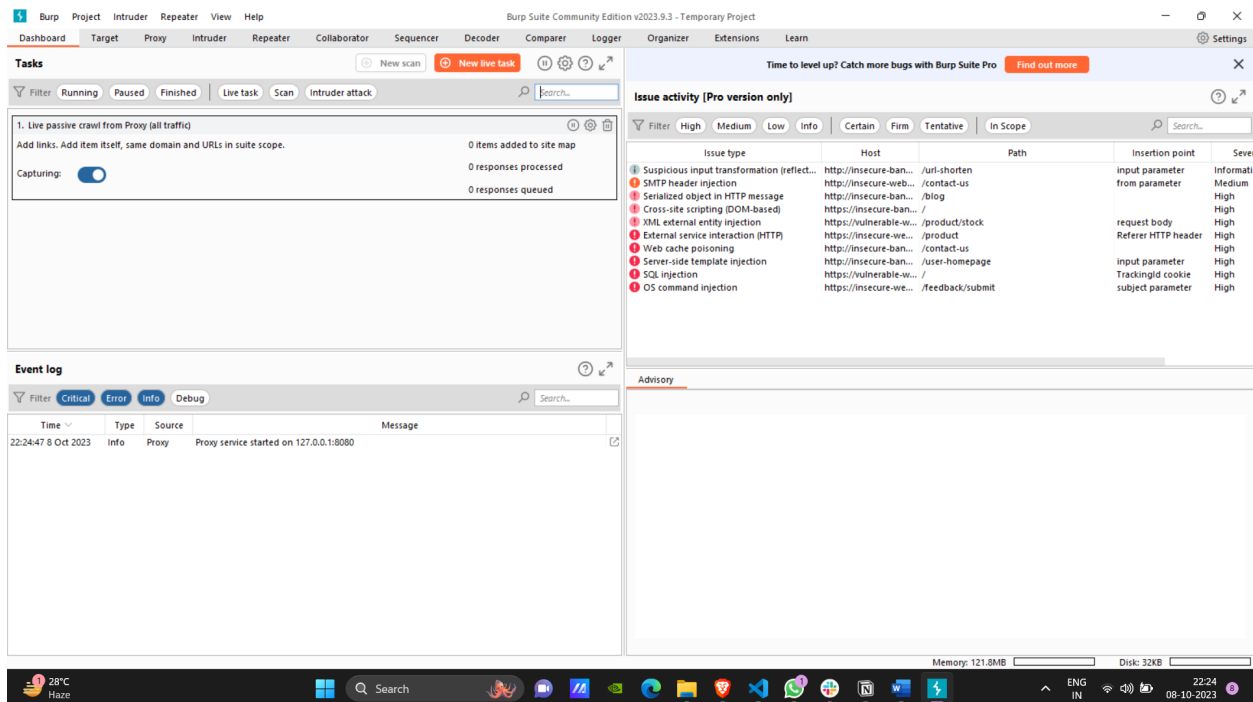 Burp Project Intruder Repeater View Help
Burp Suite Community Edition v2023.9.3 - Temporary Project
Dashboard Target Proxy Intruder Repeater Collaborator Sequencer Decoder Comparer Logger Organizer Extensions Learn
Settings
Tasks
New scan
New live task
Filter Running Paused Finished Live task Scan Intruder attack
Search...
1. Live passive crawl from Proxy (all traffic)
Add links. Add item itself, same domain and URLs in suite scope.
0 items added to site map
Capturing:
0 responses processed
0 responses queued
Event log
Filter Critical Error Info Debug
Search...
Time Type Source Message
22:24:47 8 Oct 2023 Info Proxy Proxy service started on 127.0.0.1:8080
Time to level up? Catch more bugs with Burp Suite Pro
Find out more
Issue activity [Pro version only]
Filter High Medium Low Info Certain Firm Tentative In Scope
Search...
Issue type Host Path Insertion point Sever
Suspicious input transformation (reflect... http://insecure-ban... /url-shorten input parameter Informati
SMTP header injection http://insecure-web... /contact-us from parameter Medium
Serialized object in HTTP message http://insecure-ban... /blog High
Cross-site scripting (DOM-based) https://insecure-ban... / High
XML external entity injection https://vulnerable-w... /product/stock request body High
External service interaction (HTTP) https://insecure-we... /product Referer HTTP header High
Web cache poisoning http://insecure-ban... /contact-us High
Server-side template injection http://insecure-ban... /user-homepage input parameter High
SQL injection https://vulnerable-w... / TrackingId cookie High
OS command injection https://insecure-we... /feedback/submit subject parameter High
Advisory
Memory: 121.8MB
Disk: 32KB
1
28°C
Haze
Search
1
ENG
IN
22:24
08-10-2023
8